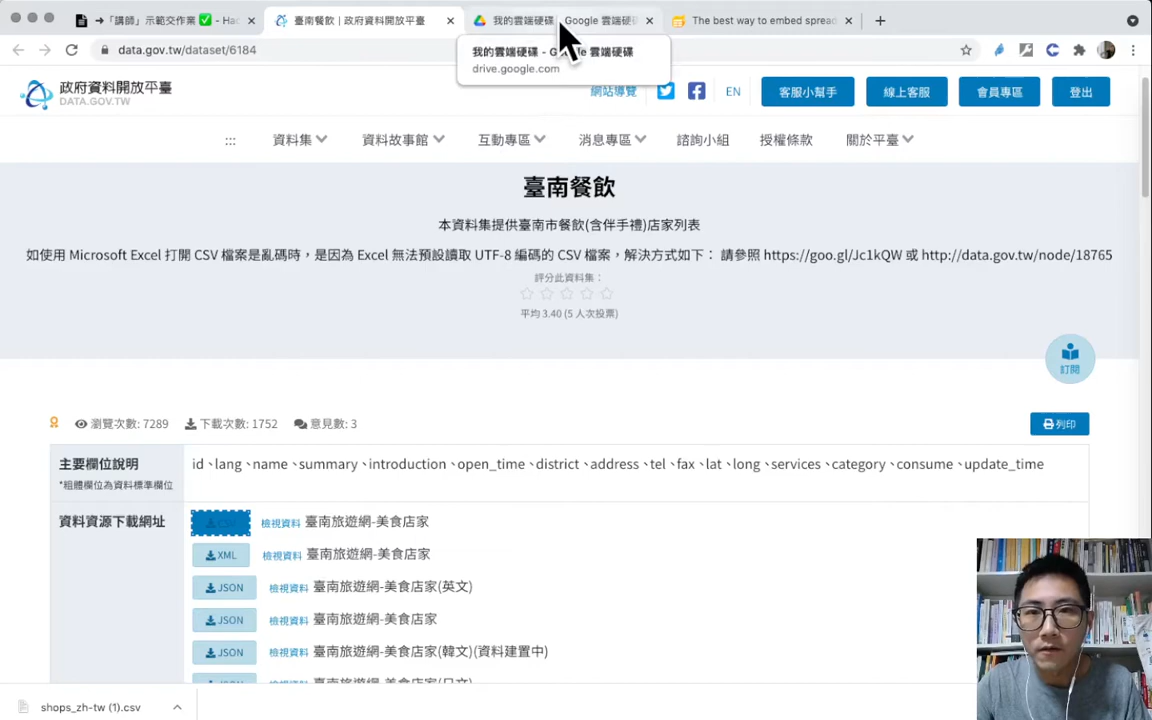 →「講師」示範交作業 ✅ - Hac
臺南餐飲 | 政府資料開放平臺
我的雲端硬碟 - Google 雲端硬
The best way to embed spread
data.gov.tw/dataset/6184
我的雲端硬碟 - Google 雲端硬碟
drive.google.com
政府資料開放平臺
DATA.GOV.TW
網站導覽
EN
客服小幫手
線上客服
會員專區
登出
:::
資料集
資料故事館
互動專區
消息專區
諮詢小組
授權條款
關於平臺
臺南餐飲
本資料集提供臺南市餐飲(含伴手禮)店家列表
如使用 Microsoft Excel 打開 CSV 檔案是亂碼時，是因為 Excel 無法預設讀取 UTF-8 編碼的 CSV 檔案，解決方式如下： 請參照 https://goo.gl/Jc1kQW 或 http://data.gov.tw/node/18765
評分此資料集：
平均 3.40 (5 人次投票)
訂閱
瀏覽次數: 7289
下載次數: 1752
意見數: 3
列印
主要欄位說明
*粗體欄位為資料標準欄位
id、lang、name、summary、introduction、open_time、district、address、tel、fax、lat、long、services、category、consume、update_time
資料資源下載網址
CSV 檢視資料 臺南旅遊網-美食店家
XML 檢視資料 臺南旅遊網-美食店家
JSON 檢視資料 臺南旅遊網-美食店家(英文)
JSON 檢視資料 臺南旅遊網-美食店家
JSON 檢視資料 臺南旅遊網-美食店家(韓文)(資料建置中)
JSON 檢視資料 臺南旅遊網-美食店家(日文)
shops_zh-tw (1).csv